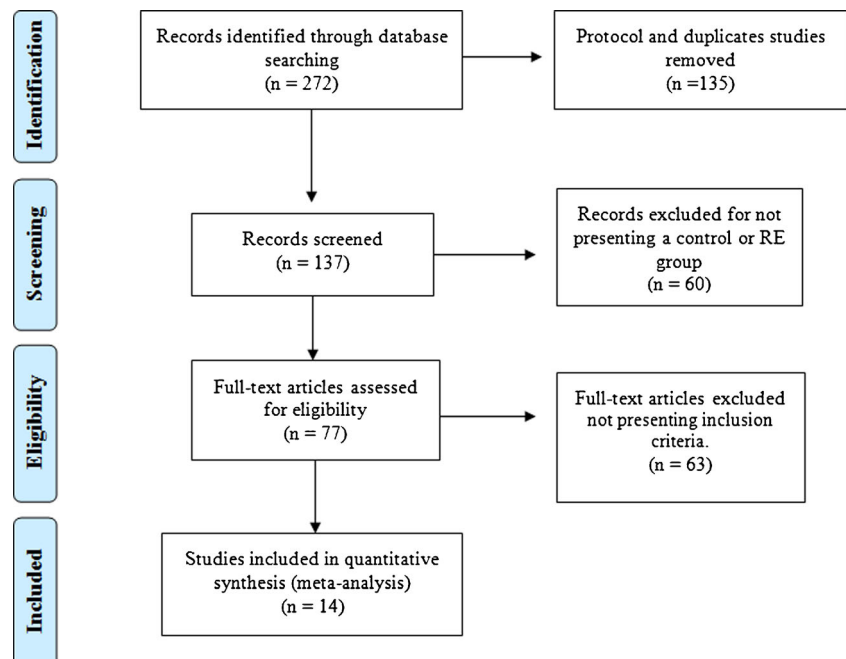 Identification
Records identified through database
searching
(n = 272)
Protocol and duplicates studies
removed
(n =135)
Screening
Records screened
(n = 137)
Records excluded for not
presenting a control or RE
group
(n = 60)
Eligibility
Full-text articles assessed
for eligibility
(n = 77)
Full-text articles excluded
not presenting inclusion
criteria.
(n = 63)
Included
Studies included in quantitative
synthesis (meta-analysis)
(n = 14)